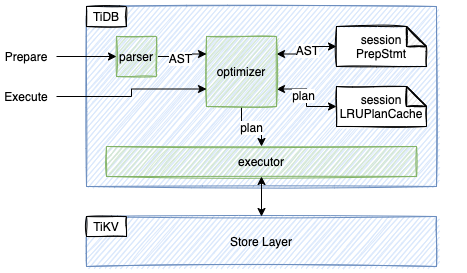 TiDB
Prepare
parser
AST
optimizer
AST
session
PrepStmt
Execute
plan
session
LRUPlanCache
plan
executor
TiKV
Store Layer